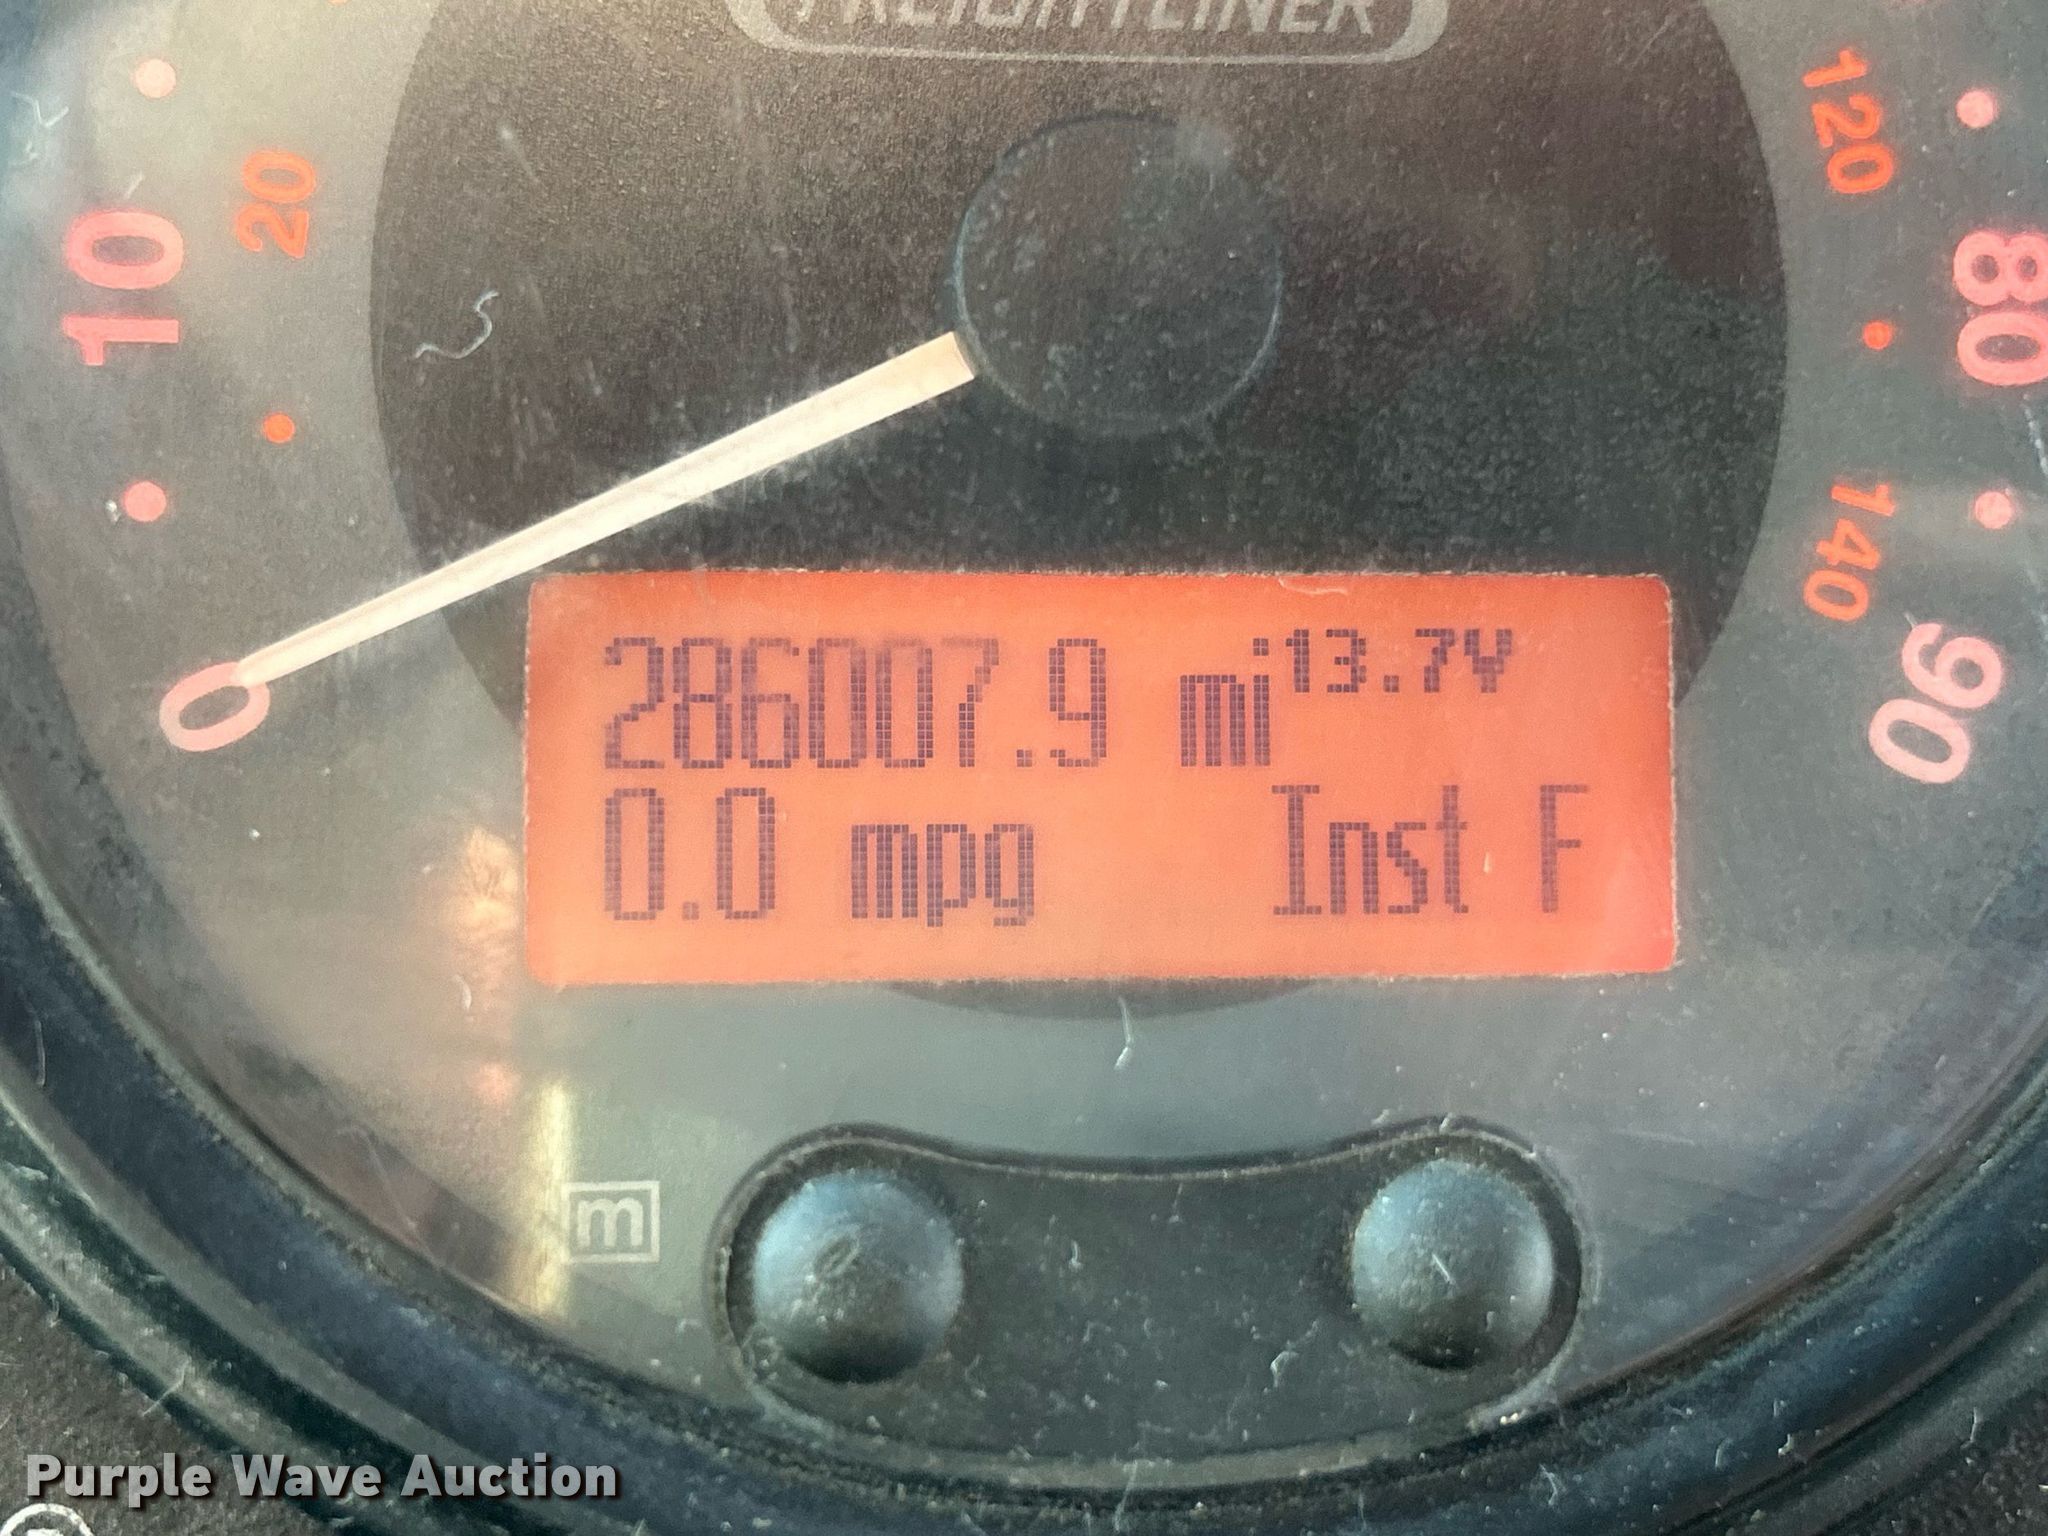 FREIGHTLINER
10
20
0
120
80
140
90
286007.9 mi 13.7V
0.0 mpg Inst F
m
Purple Wave Auction